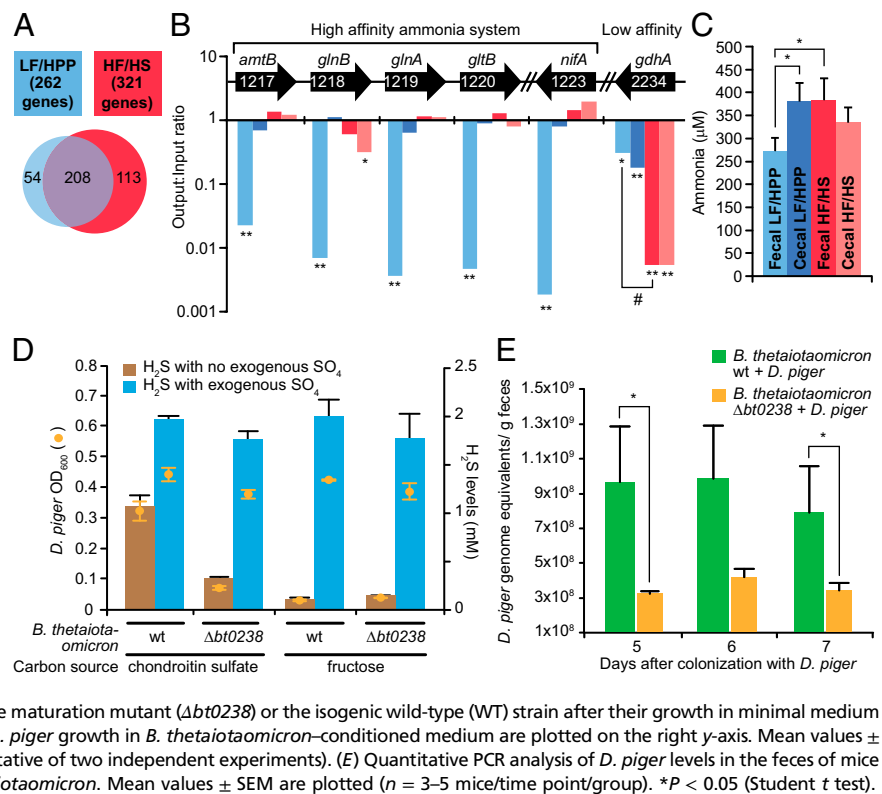 A
LF/HPP
(262
genes)
HF/HS
(321
genes)
54
208
113
B
High affinity ammonia system
Low affinity
amtB
glnB
glnA
gltB
nifA
gdhA
1217
1218
1219
1220
1223
2234
Output:Input ratio
10
1
0.1
0.01
0.001
**
**
*
**
**
**
*
**
**
**
#
C
Ammonia (µM)
500
450
400
350
300
250
200
150
100
50
0
*
*
Fecal LF/HPP
Cecal LF/HPP
Fecal HF/HS
Cecal HF/HS
D
H2S with no exogenous SO4
H2S with exogenous SO4
D. piger OD600 ( )
0.8
0.7
0.6
0.5
0.4
0.3
0.2
0.1
0
H2S levels (mM)
2.5
2
1.5
1
0.5
0
B. thetaiota-
omicron
wt
Δbt0238
wt
Δbt0238
Carbon source
chondroitin sulfate
fructose
E
B. thetaiotaomicron
wt + D. piger
B. thetaiotaomicron
Δbt0238 + D. piger
D. piger genome equivalents/ g feces
1.5x10⁹
1.3x10⁹
1.1x10⁹
9x10⁸
7x10⁸
5x10⁸
3x10⁸
1x10⁸
*
*
5
6
7
Days after colonization with D. piger
e maturation mutant (Δbt0238) or the isogenic wild-type (WT) strain after their growth in minimal medium
. piger growth in B. thetaiotaomicron–conditioned medium are plotted on the right y-axis. Mean values ±
tative of two independent experiments). (E) Quantitative PCR analysis of D. piger levels in the feces of mice
iotaomicron. Mean values ± SEM are plotted (n = 3–5 mice/time point/group). *P < 0.05 (Student t test).